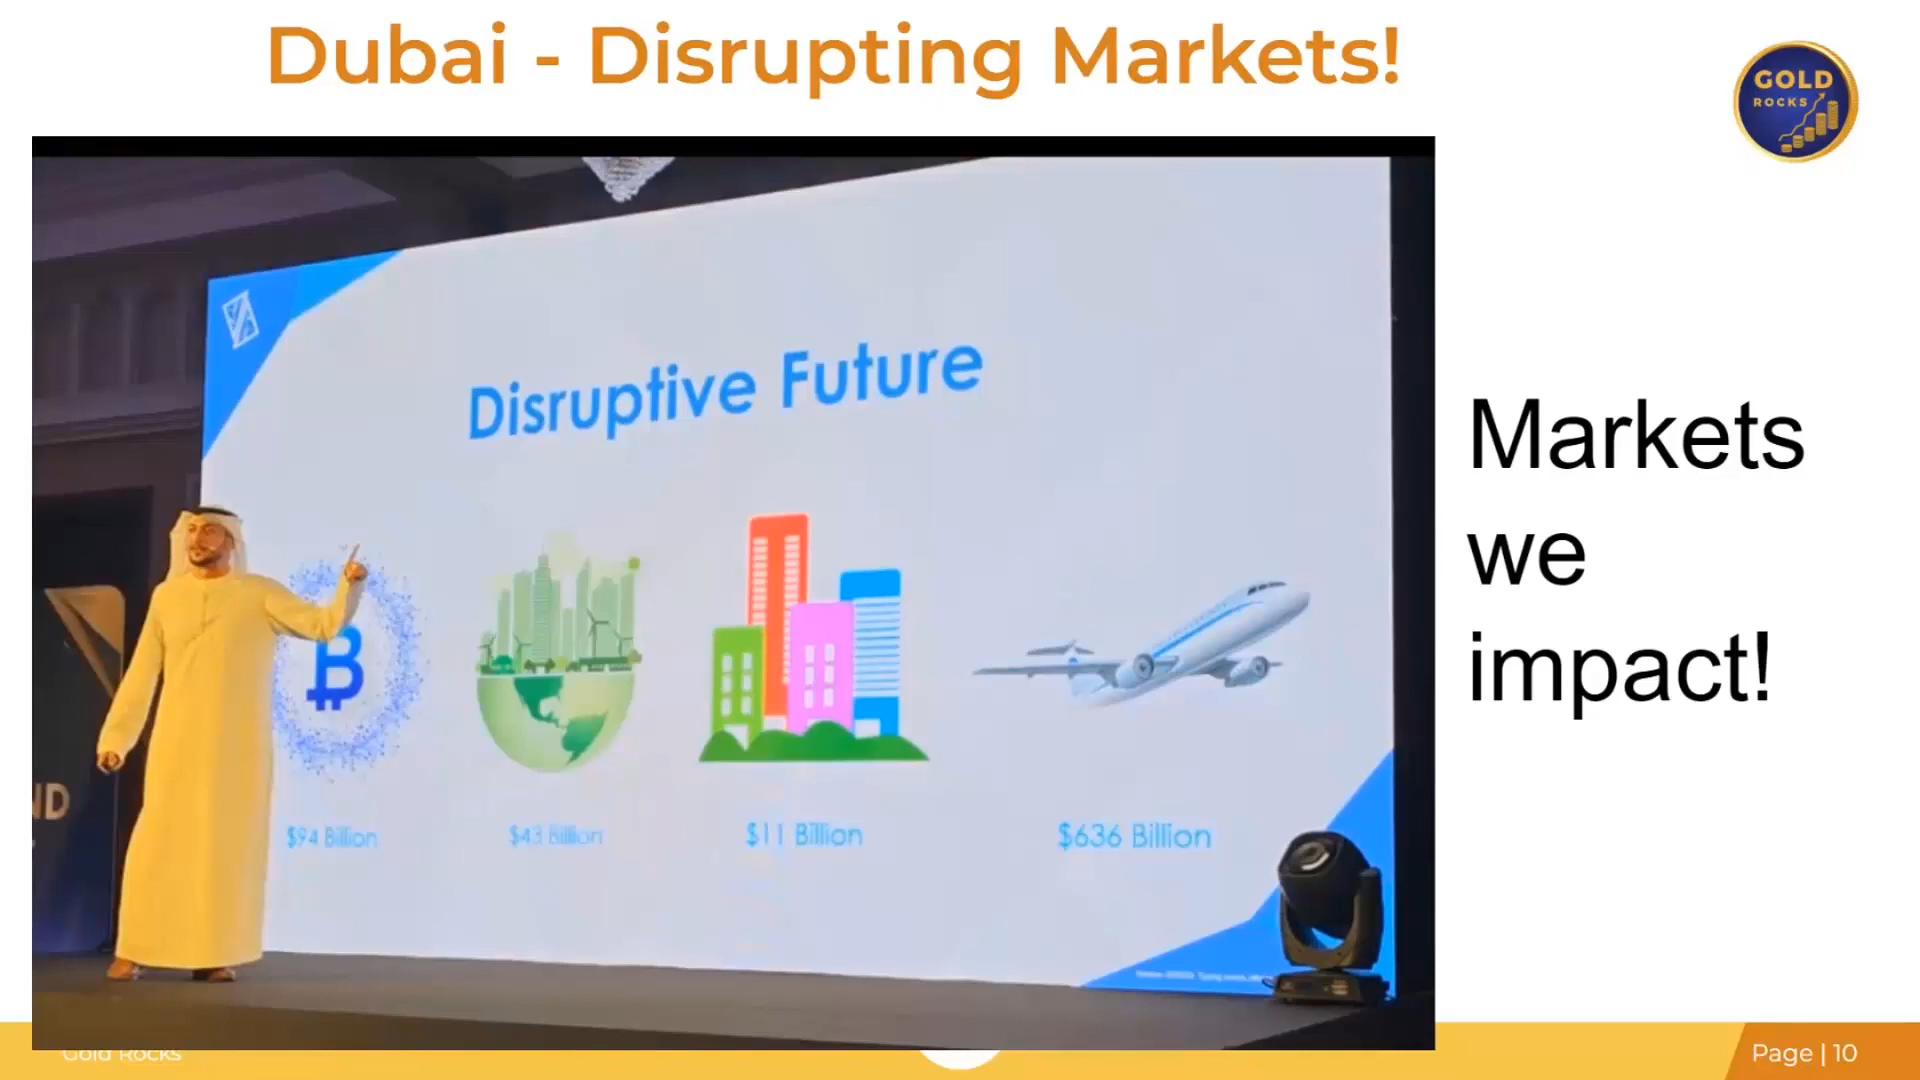 Dubai - Disrupting Markets!
GOLD
ROCKS
Disruptive Future
Markets
we
impact!
$94 Billion
$43 Billion
$11 Billion
$636 Billion
ND
Gold Rocks
Page | 10